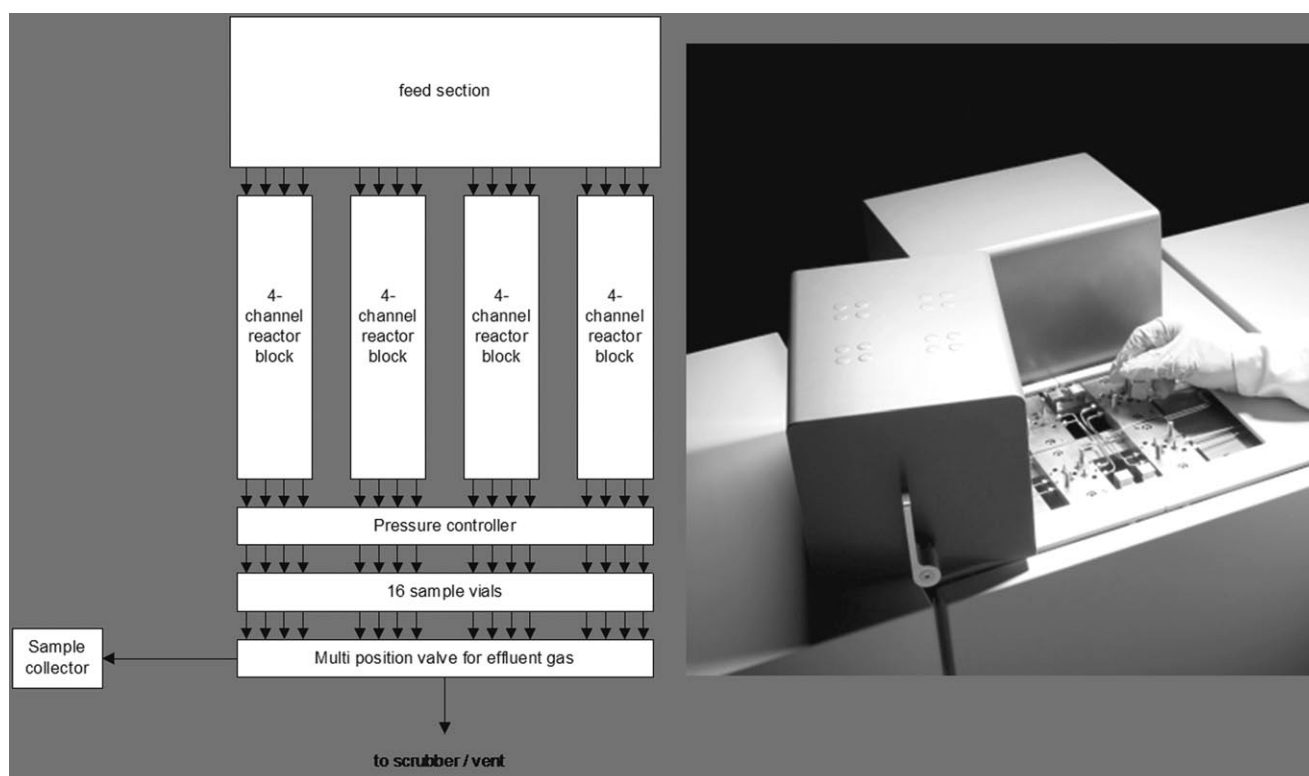 feed section
4-
channel
reactor
block
4-
channel
reactor
block
4-
channel
reactor
block
4-
channel
reactor
block
Pressure controller
16 sample vials
Sample
collector
Multi position valve for effluent gas
to scrubber / vent